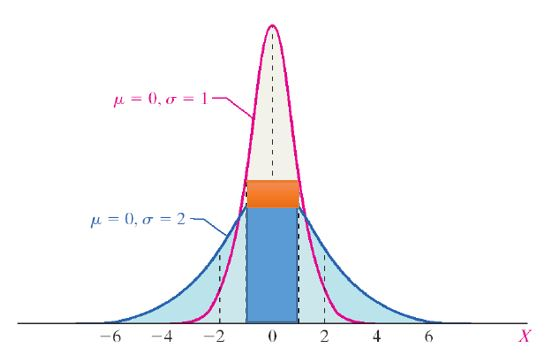 μ = 0, σ = 1
μ = 0, σ = 2
−6 −4 −2 0 2 4 6 X